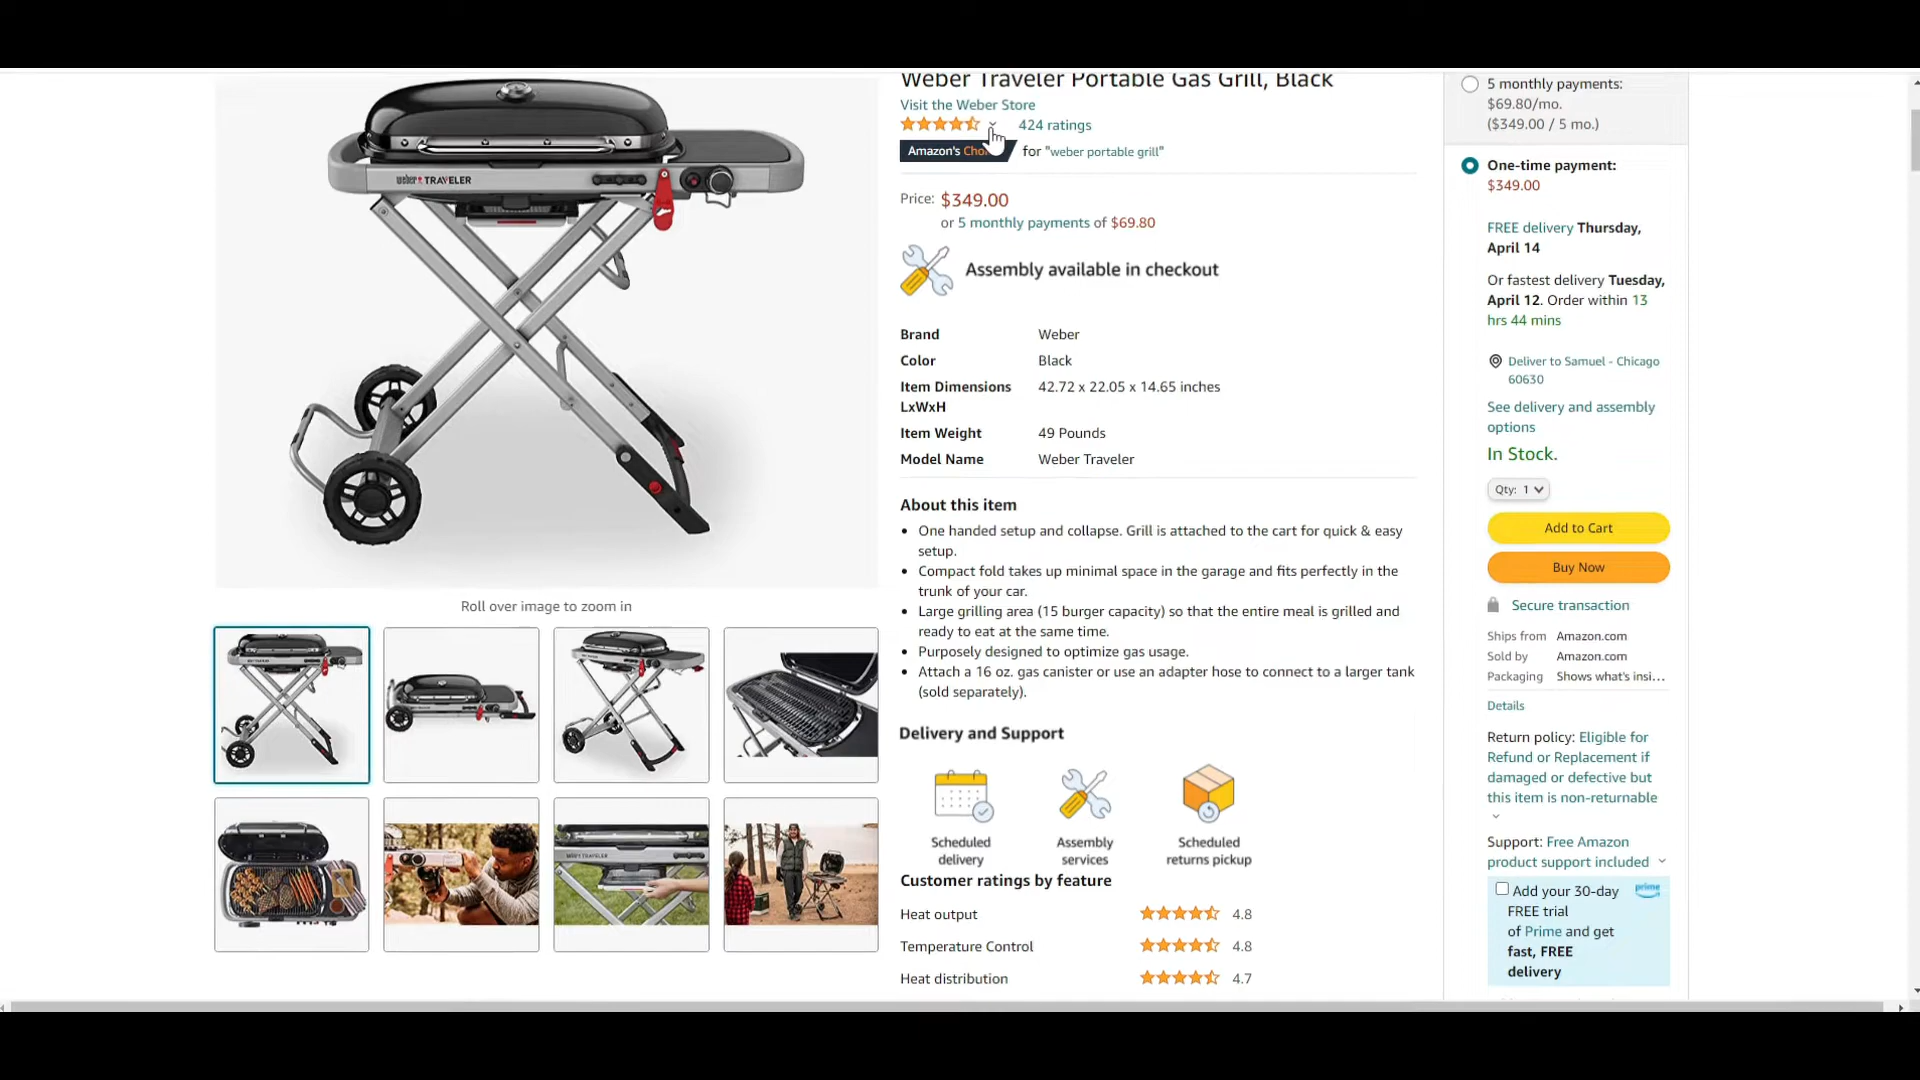 Weber Traveler Portable Gas Grill, Black
Visit the Weber Store
424 ratings
Amazon's
for "weber portable grill"
Price: $349.00
or 5 monthly payments of $69.80
Assembly available in checkout
Brand Weber
Color Black
Item Dimensions 42.72 x 22.05 x 14.65 inches
LxWxH
Item Weight 49 Pounds
Model Name Weber Traveler
About this item
• One handed setup and collapse. Grill is attached to the cart for quick & easy
setup.
• Compact fold takes up minimal space in the garage and fits perfectly in the
trunk of your car.
• Large grilling area (15 burger capacity) so that the entire meal is grilled and
ready to eat at the same time.
• Purposely designed to optimize gas usage.
• Attach a 16 oz. gas canister or use an adapter hose to connect to a larger tank
(sold separately).
Delivery and Support
Scheduled
delivery
Assembly
services
Scheduled
returns pickup
Customer ratings by feature
Heat output 4.8
Temperature Control 4.8
Heat distribution 4.7
weber TRAVELER
Roll over image to zoom in
5 monthly payments:
$69.80/mo.
($349.00 / 5 mo.)
One-time payment:
$349.00
FREE delivery Thursday,
April 14
Or fastest delivery Tuesday,
April 12. Order within 13
hrs 44 mins
Deliver to Samuel - Chicago
60630
See delivery and assembly
options
In Stock.
Qty: 1
Add to Cart
Buy Now
Secure transaction
Ships from Amazon.com
Sold by Amazon.com
Packaging Shows what's insi...
Details
Return policy: Eligible for
Refund or Replacement if
damaged or defective but
this item is non-returnable
Support: Free Amazon
product support included
Add your 30-day
prime
FREE trial
of Prime and get
fast, FREE
delivery